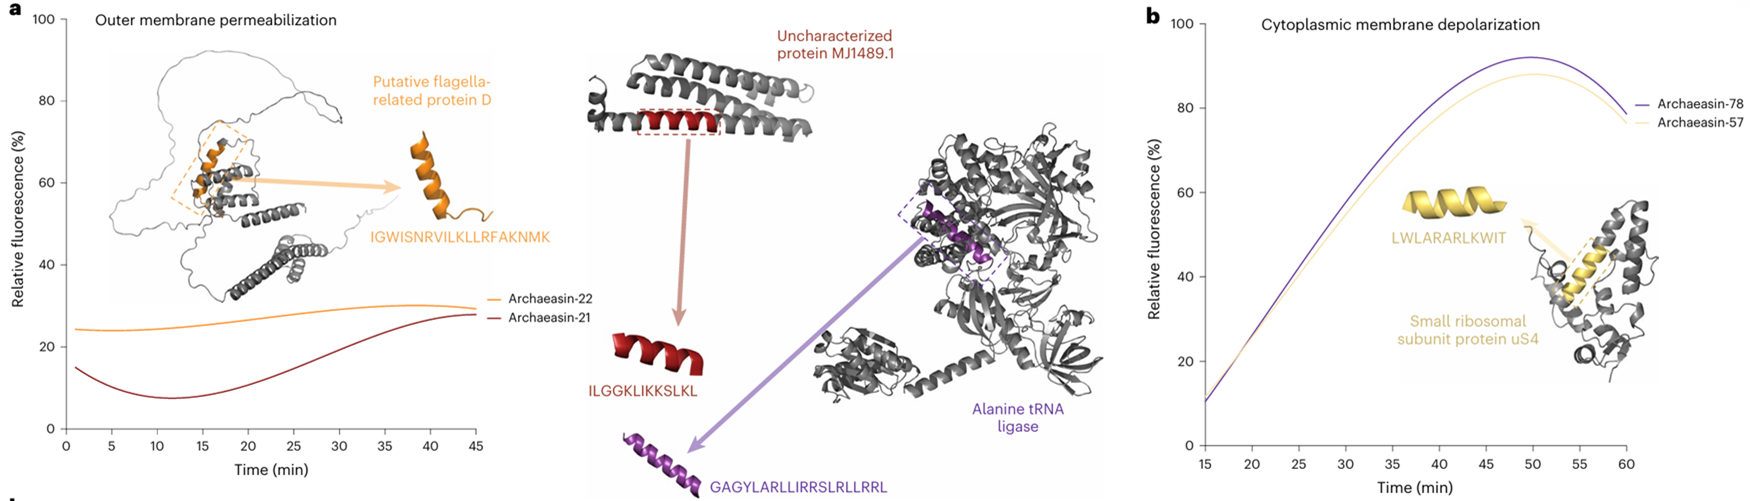 a
Outer membrane permeabilization
100
80
60
40
20
0
Relative fluorescence (%)
0 5 10 15 20 25 30 35 40 45
Time (min)
Putative flagella-
related protein D
IGWISNRVILKLLRFAKNMK
Archaeasin-22
Archaeasin-21
Uncharacterized
protein MJ1489.1
ILGGKLIKKSLKL
Alanine tRNA
ligase
GAGYLARLLIRRSLRLLRRL
b
Cytoplasmic membrane depolarization
100
80
60
40
20
0
Relative fluorescence (%)
15 20 25 30 35 40 45 50 55 60
Time (min)
Archaeasin-78
Archaeasin-57
LWLARARLKWIT
Small ribosomal
subunit protein uS4